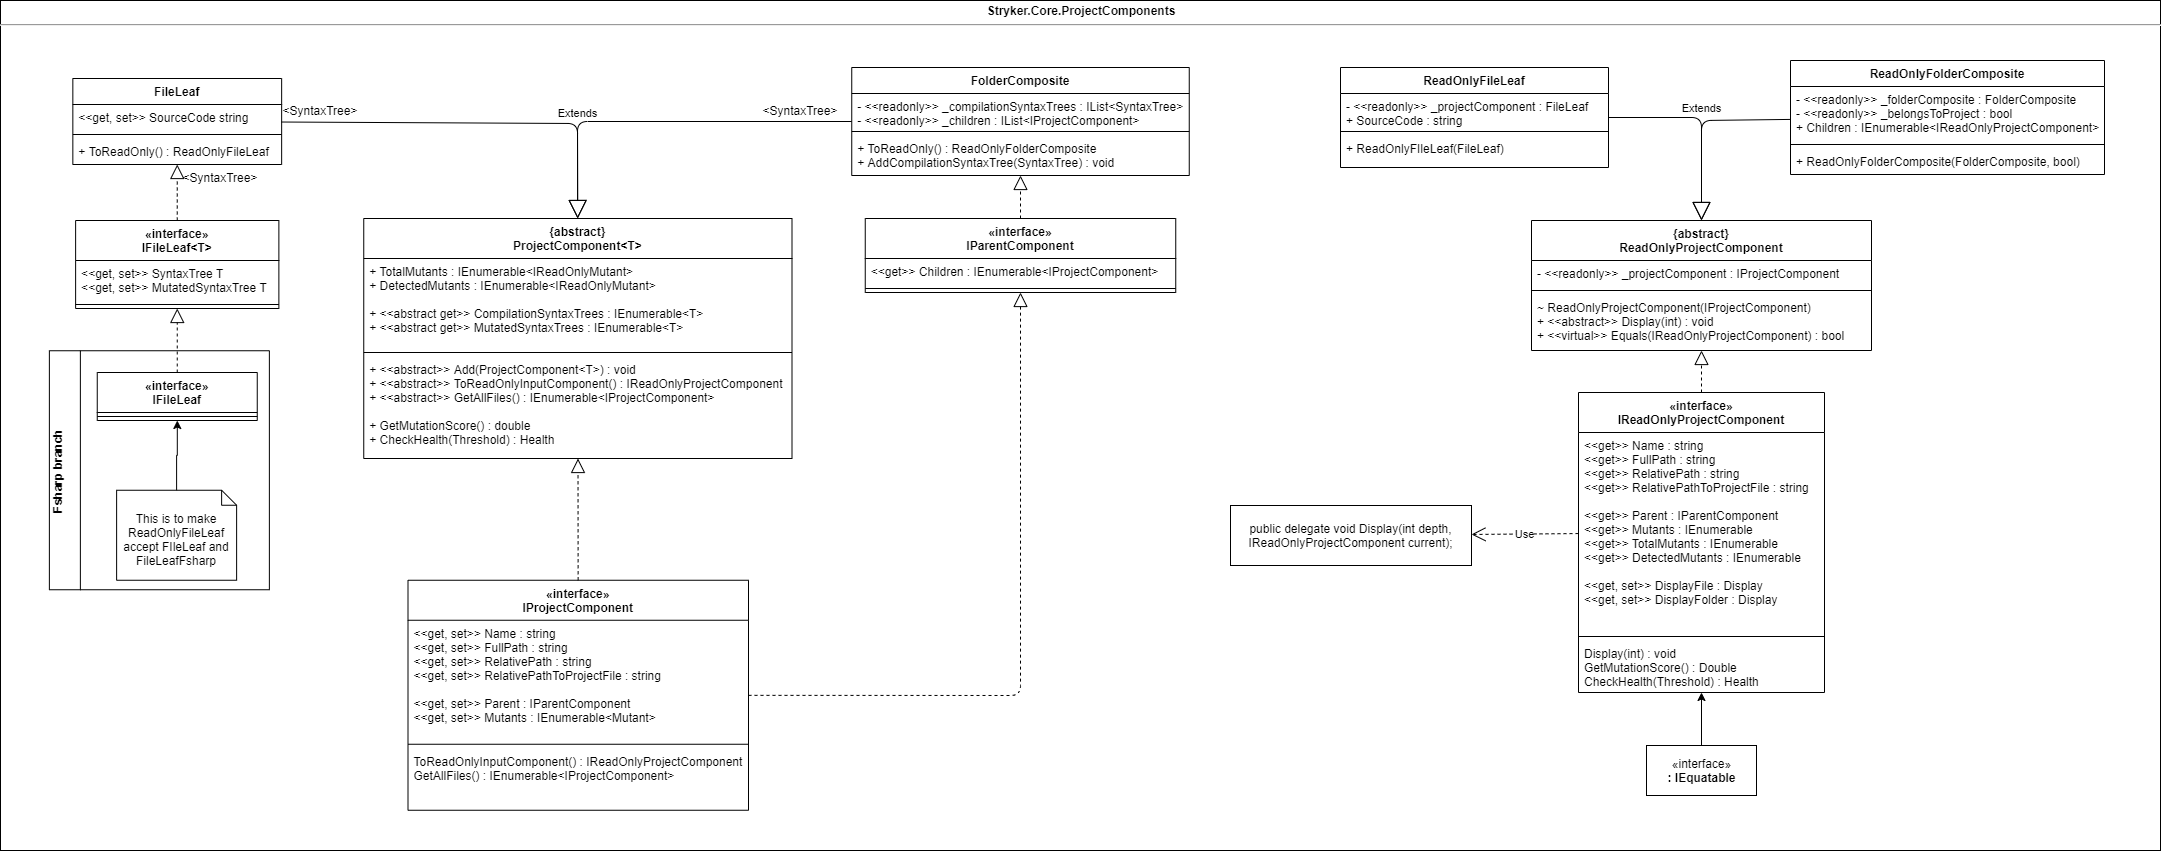 Stryker.Core.ProjectComponents
FileLeaf
<<get, set>> SourceCode string
+ ToReadOnly() : ReadOnlyFileLeaf
<SyntaxTree>
Extends
<SyntaxTree>
FolderComposite
- <<readonly>> _compilationSyntaxTrees : IList<SyntaxTree>
- <<readonly>> _children : IList<IProjectComponent>
+ ToReadOnly() : ReadOnlyFolderComposite
+ AddCompilationSyntaxTree(SyntaxTree) : void
ReadOnlyFileLeaf
- <<readonly>> _projectComponent : FileLeaf
+ SourceCode : string
+ ReadOnlyFIleLeaf(FileLeaf)
Extends
ReadOnlyFolderComposite
- <<readonly>> _folderComposite : FolderComposite
- <<readonly>> _belongsToProject : bool
+ Children : IEnumerable<IReadOnlyProjectComponent>
+ ReadOnlyFolderComposite(FolderComposite, bool)
<SyntaxTree>
«interface»
IFileLeaf<T>
<<get, set>> SyntaxTree T
<<get, set>> MutatedSyntaxTree T
Fsharp branch
«interface»
IFileLeaf
This is to make
ReadOnlyFileLeaf
accept FIleLeaf and
FileLeafFsharp
{abstract}
ProjectComponent<T>
+ TotalMutants : IEnumerable<IReadOnlyMutant>
+ DetectedMutants : IEnumerable<IReadOnlyMutant>
+ <<abstract get>> CompilationSyntaxTrees : IEnumerable<T>
+ <<abstract get>> MutatedSyntaxTrees : IEnumerable<T>
+ <<abstract>> Add(ProjectComponent<T>) : void
+ <<abstract>> ToReadOnlyInputComponent() : IReadOnlyProjectComponent
+ <<abstract>> GetAllFiles() : IEnumerable<IProjectComponent>
+ GetMutationScore() : double
+ CheckHealth(Threshold) : Health
«interface»
IParentComponent
<<get>> Children : IEnumerable<IProjectComponent>
«interface»
IProjectComponent
<<get, set>> Name : string
<<get, set>> FullPath : string
<<get, set>> RelativePath : string
<<get, set>> RelativePathToProjectFile : string
<<get, set>> Parent : IParentComponent
<<get, set>> Mutants : IEnumerable<Mutant>
ToReadOnlyInputComponent() : IReadOnlyProjectComponent
GetAllFiles() : IEnumerable<IProjectComponent>
{abstract}
ReadOnlyProjectComponent
- <<readonly>> _projectComponent : IProjectComponent
~ ReadOnlyProjectComponent(IProjectComponent)
+ <<abstract>> Display(int) : void
+ <<virtual>> Equals(IReadOnlyProjectComponent) : bool
«interface»
IReadOnlyProjectComponent
<<get>> Name : string
<<get>> FullPath : string
<<get>> RelativePath : string
<<get>> RelativePathToProjectFile : string
<<get>> Parent : IParentComponent
<<get>> Mutants : IEnumerable
<<get>> TotalMutants : IEnumerable
<<get>> DetectedMutants : IEnumerable
<<get, set>> DisplayFile : Display
<<get, set>> DisplayFolder : Display
Display(int) : void
GetMutationScore() : Double
CheckHealth(Threshold) : Health
public delegate void Display(int depth,
IReadOnlyProjectComponent current);
Use
«interface»
: IEquatable